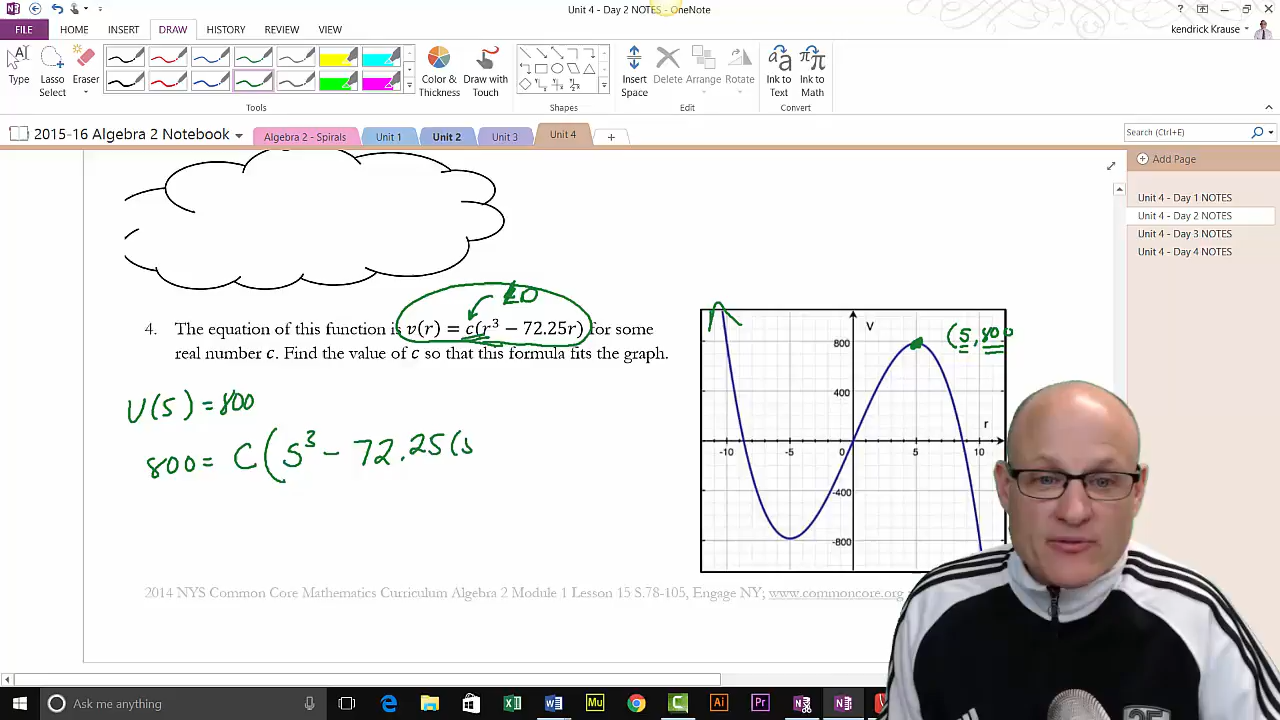 Unit 4 - Day 2 NOTES - OneNote
FILE HOME INSERT DRAW HISTORY REVIEW VIEW
kendrick Krause
Type
Lasso Select
Eraser
Color & Thickness
Draw with Touch
Insert Space
Delete
Arrange
Rotate
Ink to Text
Ink to Math
Tools
Shapes
Edit
Convert
2015-16 Algebra 2 Notebook
Algebra 2 - Spirals
Unit 1
Unit 2
Unit 3
Unit 4
Search (Ctrl+E)
Add Page
Unit 4 - Day 1 NOTES
Unit 4 - Day 2 NOTES
Unit 4 - Day 3 NOTES
Unit 4 - Day 4 NOTES
4. The equation of this function is v(r) = c(r³ − 72.25r) for some
real number c. Find the value of c so that this formula fits the graph.
V(5) = 800
800 = C(5³ − 72.25(5
V
(5, 800
800
400
r
-10 -5 0 5 10
-400
-800
2014 NYS Common Core Mathematics Curriculum Algebra 2 Module 1 Lesson 15 S.78-105, Engage NY; www.commoncore.org
Ask me anything